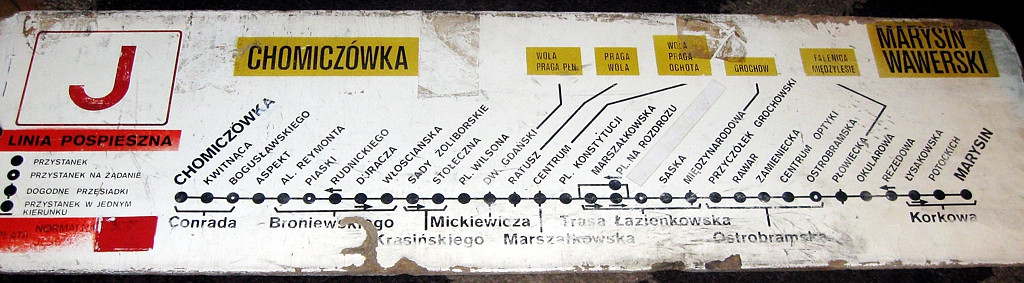 J
LINIA POSPIESZNA
PRZYSTANEK
PRZYSTANEK NA ŻĄDANIE
DOGODNE PRZESIADKI
PRZYSTANEK W JEDNYM
KIERUNKU
CHOMICZÓWKA
WOLA
PRAGA PŁN.
PRAGA
WOLA
WOLA
PRAGA
OCHOTA
GROCHÓW
FALENICA
MIĘDZYLESIE
MARYSIN
WAWERSKI
CHOMICZÓWKA
KWITNĄCA
BOGUSŁAWSKIEGO
ASPEKT
AL. REYMONTA
PIASKI
RUDNICKIEGO
DURACZA
WŁOŚCIAŃSKA
SADY ŻOLIBORSKIE
STOŁECZNA
PL. WILSONA
DW. GDAŃSKI
RATUSZ
CENTRUM
PL. KONSTYTUCJI
MARSZAŁKOWSKA
PL. NA ROZDROŻU
SASKA
MIĘDZYNARODOWA
PRZYCZÓŁEK GROCHOWSKI
RAWAR
ZAMIENIECKA
CENTRUM OPTYKI
OSTROBRAMSKA
PŁOWIECKA
OKULAROWA
REZEDOWA
ŁYSAKOWSKA
POTOCKICH
MARYSIN
Conrada
Broniewskiego
Krasińskiego
Mickiewicza
Marszałkowska
Trasa Łazienkowska
Ostrobramska
Korkowa